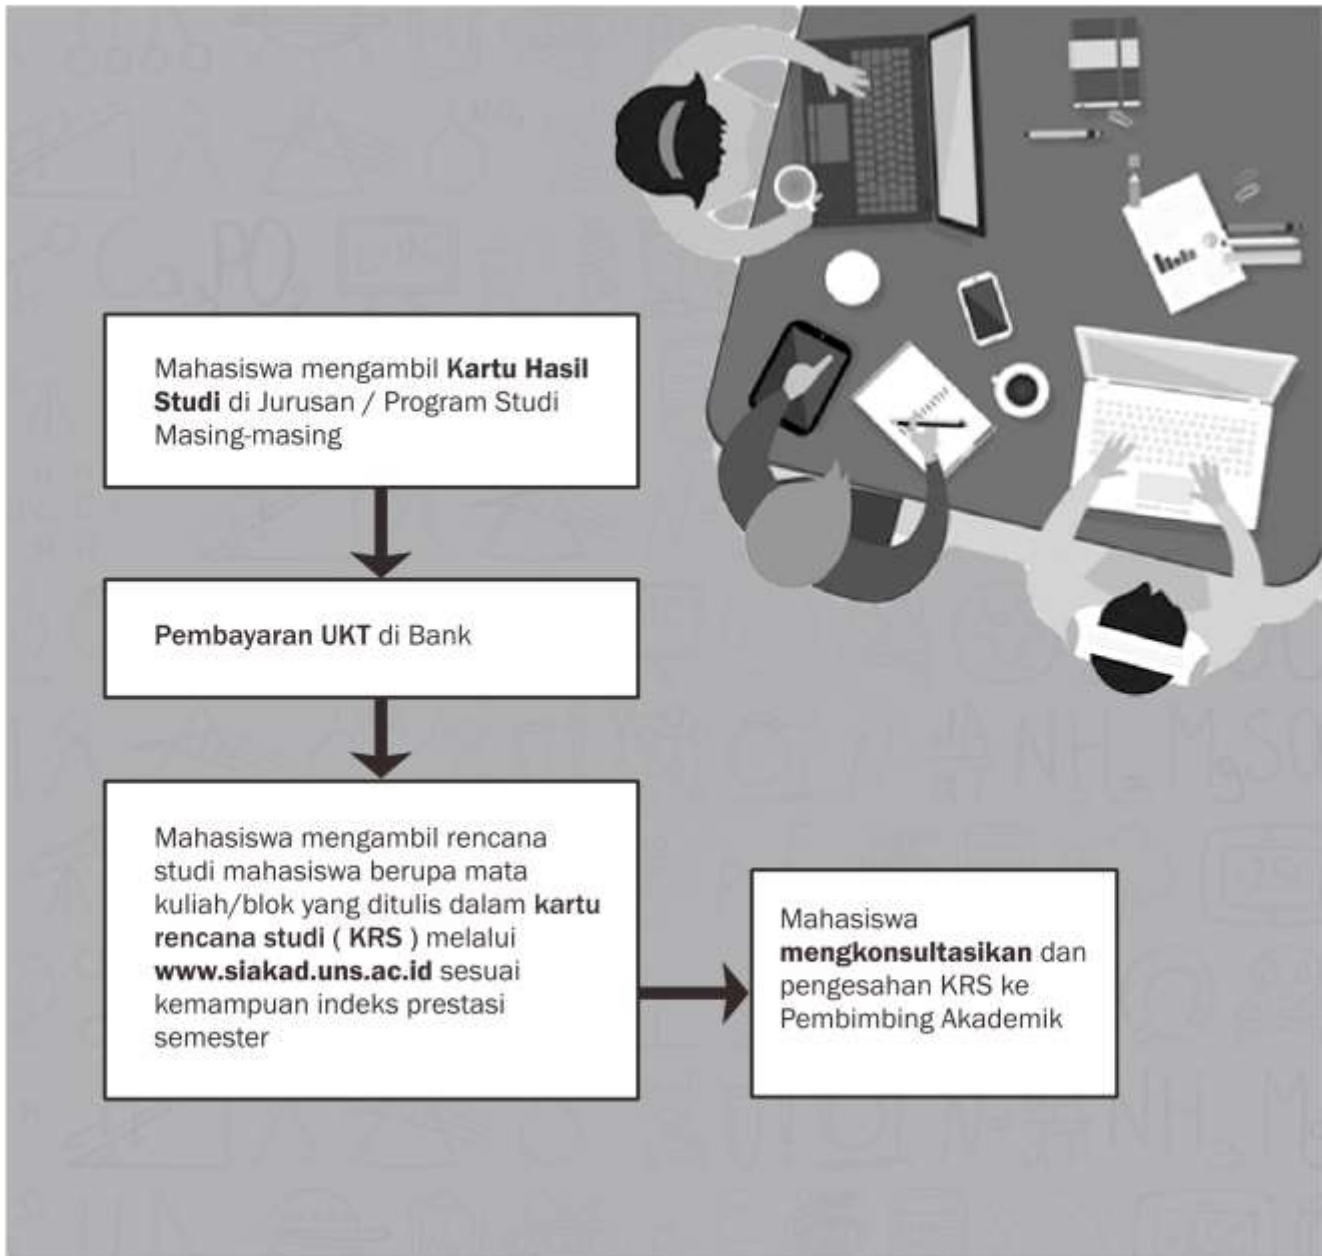 Mahasiswa mengambil Kartu Hasil
Studi di Jurusan / Program Studi
Masing-masing
Pembayaran UKT di Bank
Mahasiswa mengambil rencana
studi mahasiswa berupa mata
kuliah/blok yang ditulis dalam kartu
rencana studi ( KRS ) melalui
www.siakad.uns.ac.id sesuai
kemampuan indeks prestasi
semester
Mahasiswa
mengkonsultasikan dan
pengesahan KRS ke
Pembimbing Akademik